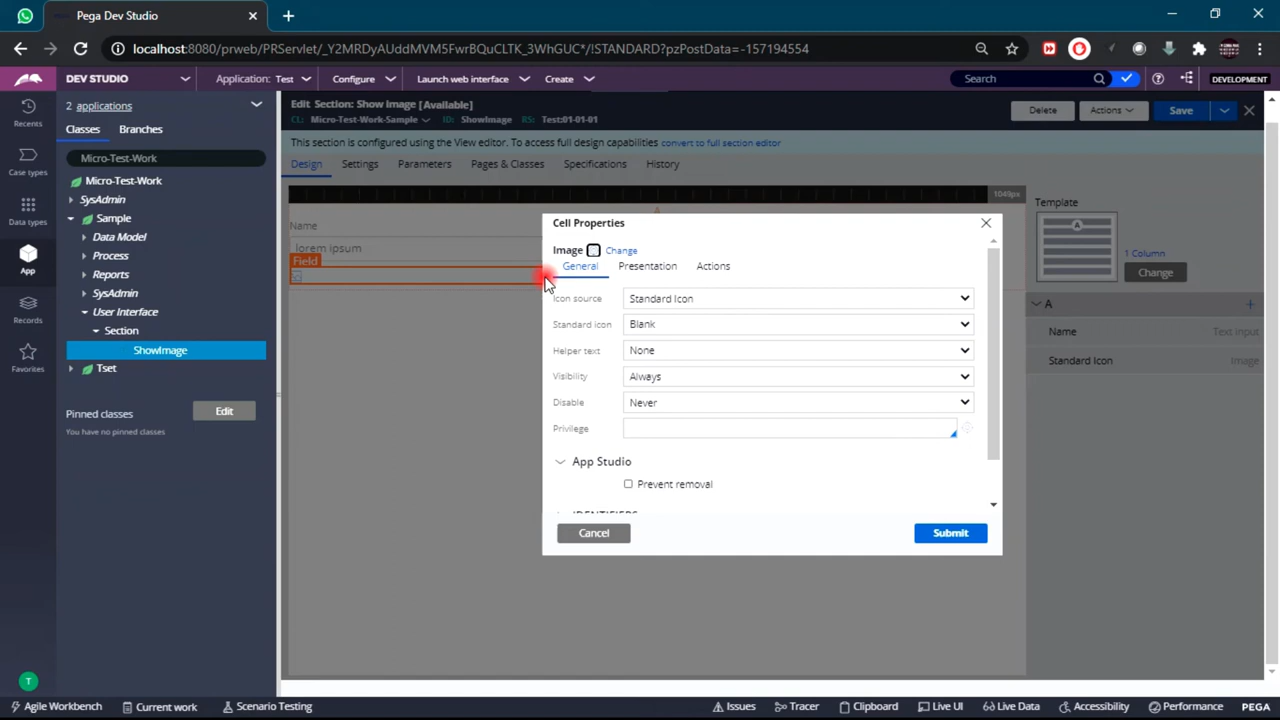 Pega Dev Studio
localhost:8080/prweb/PRServlet/_Y2MRDyAUddMVM5FwrBQuCLTK_3WhGUC*/!STANDARD?pzPostData=-157194554
DEV STUDIO
Application: Test
Configure
Launch web interface
Create
Search
DEVELOPMENT
2 applications
Classes
Branches
Micro-Test-Work
Micro-Test-Work
SysAdmin
Sample
Data Model
Process
Reports
SysAdmin
User Interface
Section
ShowImage
Tset
Pinned classes
Edit
You have no pinned classes
Recents
Case types
Data types
App
Records
Favorites
T
Edit Section: Show Image [Available]
CL: Micro-Test-Work-Sample
ID: ShowImage
RS: Test:01-01-01
Delete
Actions
Save
This section is configured using the View editor. To access full design capabilities convert to full section editor
Design
Settings
Parameters
Pages & Classes
Specifications
History
1049px
Name
lorem ipsum
Field
Template
A
1 Column
Change
A
Name
Text input
Standard Icon
Image
Cell Properties
Image
Change
General
Presentation
Actions
Icon source
Standard Icon
Standard icon
Blank
Helper text
None
Visibility
Always
Disable
Never
Privilege
App Studio
Prevent removal
Cancel
Submit
Agile Workbench
Current work
Scenario Testing
Issues
Tracer
Clipboard
Live UI
Live Data
Accessibility
Performance
PEGA